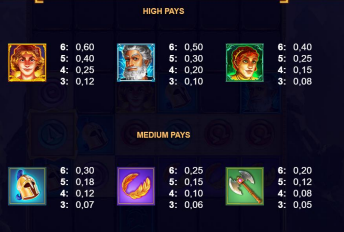 HIGH PAYS
6: 0,60 6: 0,50 6: 0,40
5: 0,40 5: 0,30 5: 0,25
4: 0,25 4: 0,20 4: 0,15
3: 0,12 3: 0,10 3: 0,08
MEDIUM PAYS
6: 0,30 6: 0,25 6: 0,20
5: 0,18 5: 0,15 5: 0,12
4: 0,12 4: 0,10 4: 0,08
3: 0,07 3: 0,06 3: 0,05